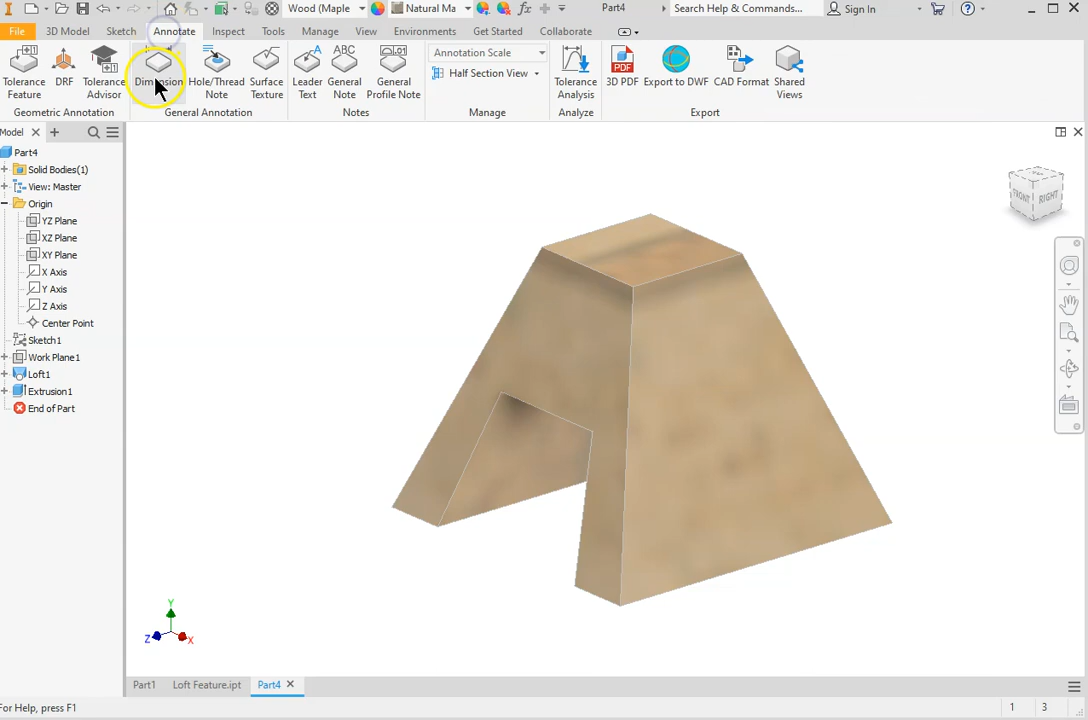 Wood (Maple
Natural Ma
fx
Part4
Search Help & Commands...
Sign In
File
3D Model
Sketch
Annotate
Inspect
Tools
Manage
View
Environments
Get Started
Collaborate
Tolerance
Feature
DRF
Tolerance
Advisor
Dimension
Hole/Thread
Note
Surface
Texture
Leader
Text
ABC
General
Note
General
Profile Note
Annotation Scale
Half Section View
Tolerance
Analysis
PDF
3D PDF
Export to DWF
CAD Format
Shared
Views
Geometric Annotation
General Annotation
Notes
Manage
Analyze
Export
Model
Part4
Solid Bodies(1)
View: Master
Origin
YZ Plane
XZ Plane
XY Plane
X Axis
Y Axis
Z Axis
Center Point
Sketch1
Work Plane1
Loft1
Extrusion1
End of Part
FRONT
RIGHT
Y
Z
X
Part1
Loft Feature.ipt
Part4
For Help, press F1
1
3